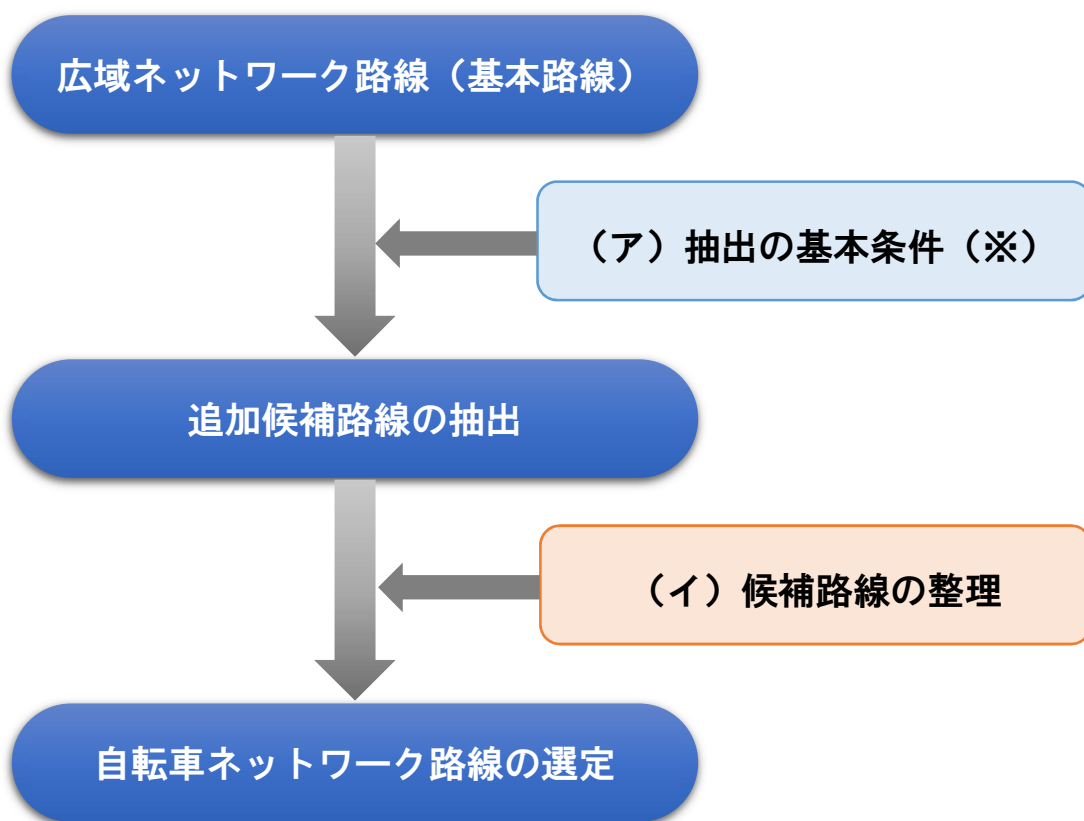 広域ネットワーク路線（基本路線）
（ア）抽出の基本条件（※）
追加候補路線の抽出
（イ）候補路線の整理
自転車ネットワーク路線の選定